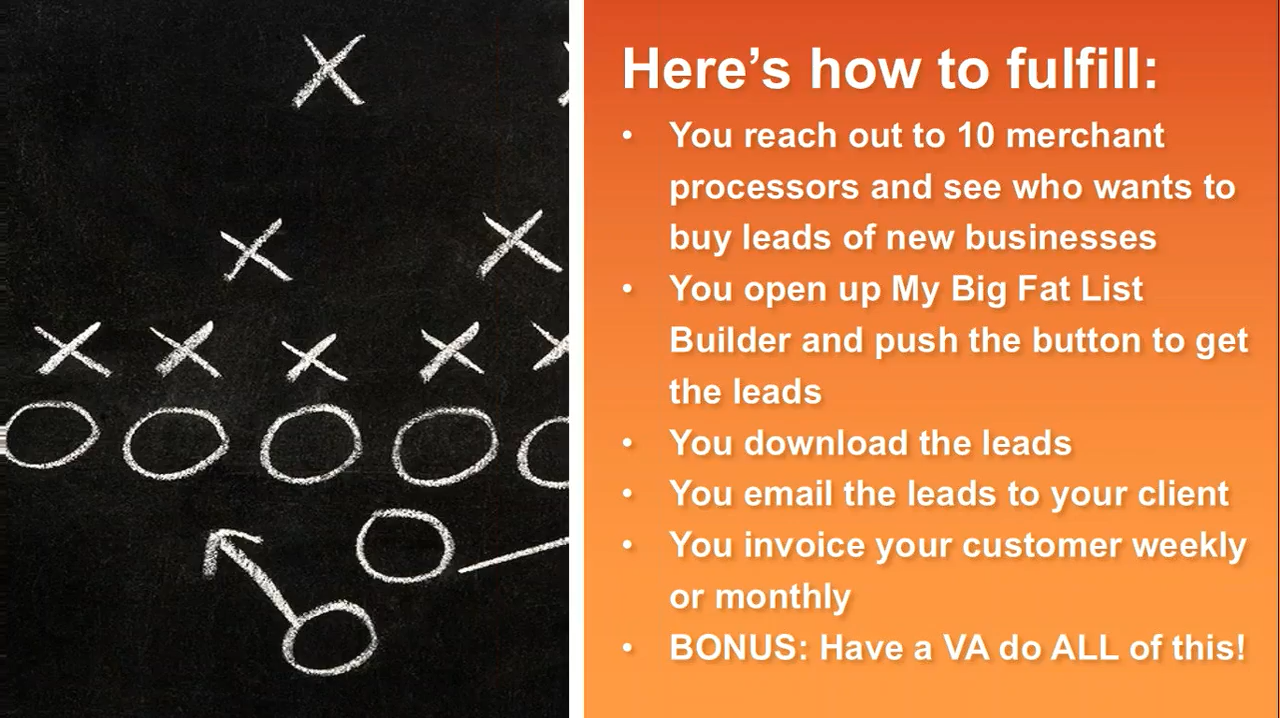 Here’s how to fulfill:
• You reach out to 10 merchant
processors and see who wants to
buy leads of new businesses
• You open up My Big Fat List
Builder and push the button to get
the leads
• You download the leads
• You email the leads to your client
• You invoice your customer weekly
or monthly
• BONUS: Have a VA do ALL of this!